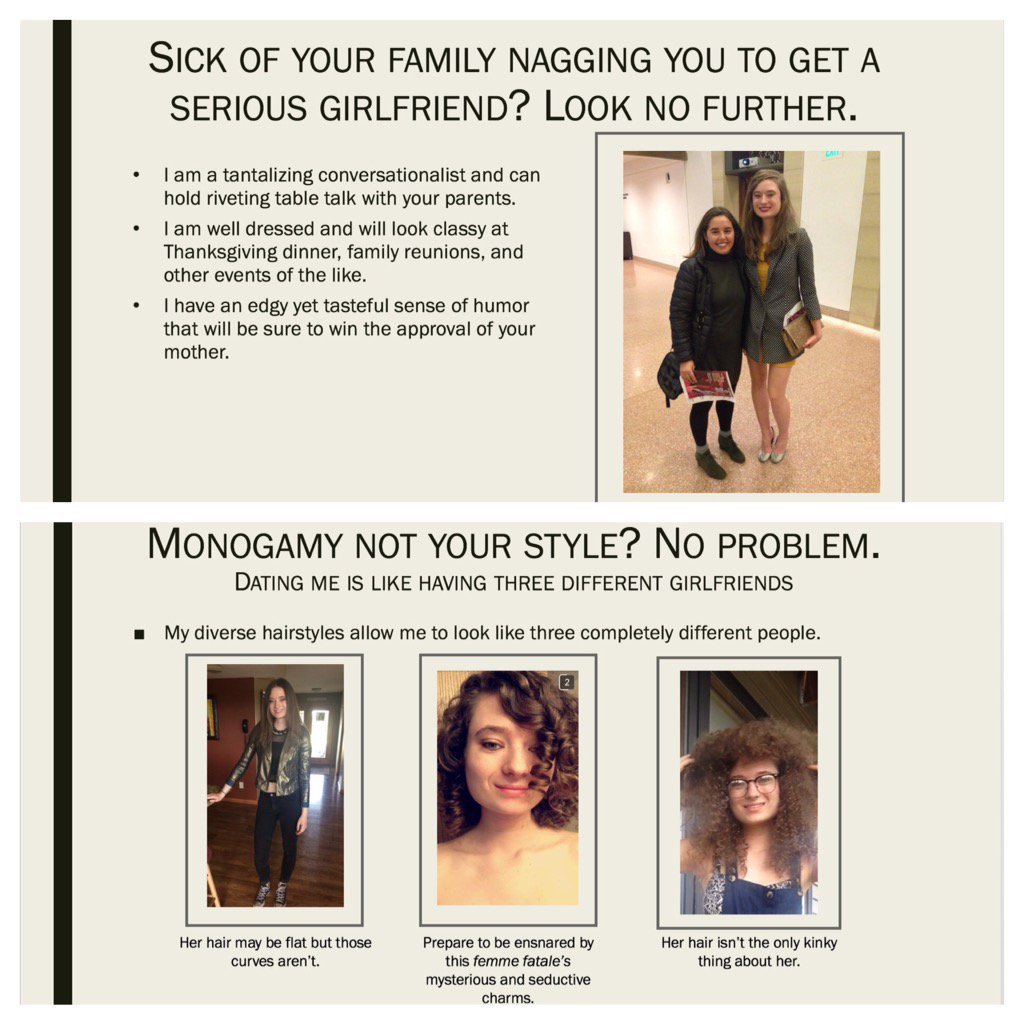 SICK OF YOUR FAMILY NAGGING YOU TO GET A
SERIOUS GIRLFRIEND? LOOK NO FURTHER.
• I am a tantalizing conversationalist and can
hold riveting table talk with your parents.
• I am well dressed and will look classy at
Thanksgiving dinner, family reunions, and
other events of the like.
• I have an edgy yet tasteful sense of humor
that will be sure to win the approval of your
mother.
EXIT
MONOGAMY NOT YOUR STYLE? NO PROBLEM.
DATING ME IS LIKE HAVING THREE DIFFERENT GIRLFRIENDS
■ My diverse hairstyles allow me to look like three completely different people.
2
Her hair may be flat but those
curves aren't.
Prepare to be ensnared by
this femme fatale's
mysterious and seductive
charms.
Her hair isn't the only kinky
thing about her.